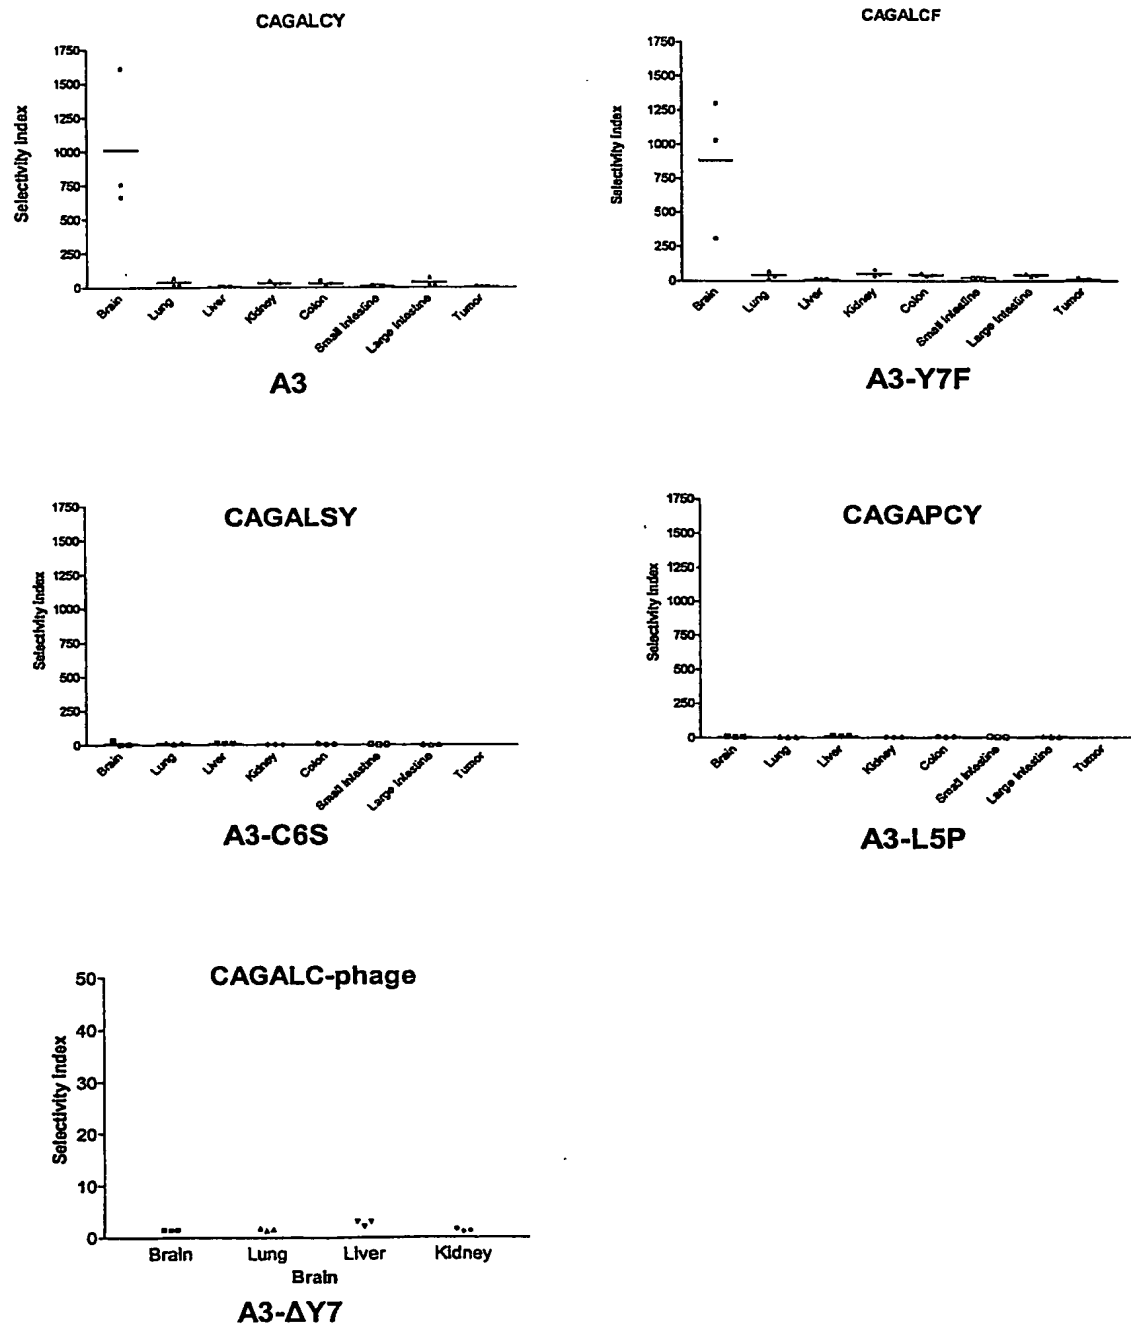 CAGALCY
1750
1500
1250
1000
750
500
250
0
Selectivity Index
Brain
Lung
Liver
Kidney
Colon
Small Intestine
Large Intestine
Tumor
A3
CAGALCF
1750
1500
1250
1000
750
500
250
0
Selectivity Index
Brain
Lung
Liver
Kidney
Colon
Small Intestine
Large Intestine
Tumor
A3-Y7F
CAGALSY
1750
1500
1250
1000
750
500
250
0
Selectivity Index
Brain
Lung
Liver
Kidney
Colon
Small Intestine
Large Intestine
Tumor
A3-C6S
CAGAPCY
1750
1500
1250
1000
750
500
250
0
Selectivity Index
Brain
Lung
Liver
Kidney
Colon
Small Intestine
Large Intestine
Tumor
A3-L5P
CAGALC-phage
50
40
30
20
10
0
Selectivity Index
Brain Lung Liver Kidney
Brain
A3-ΔY7